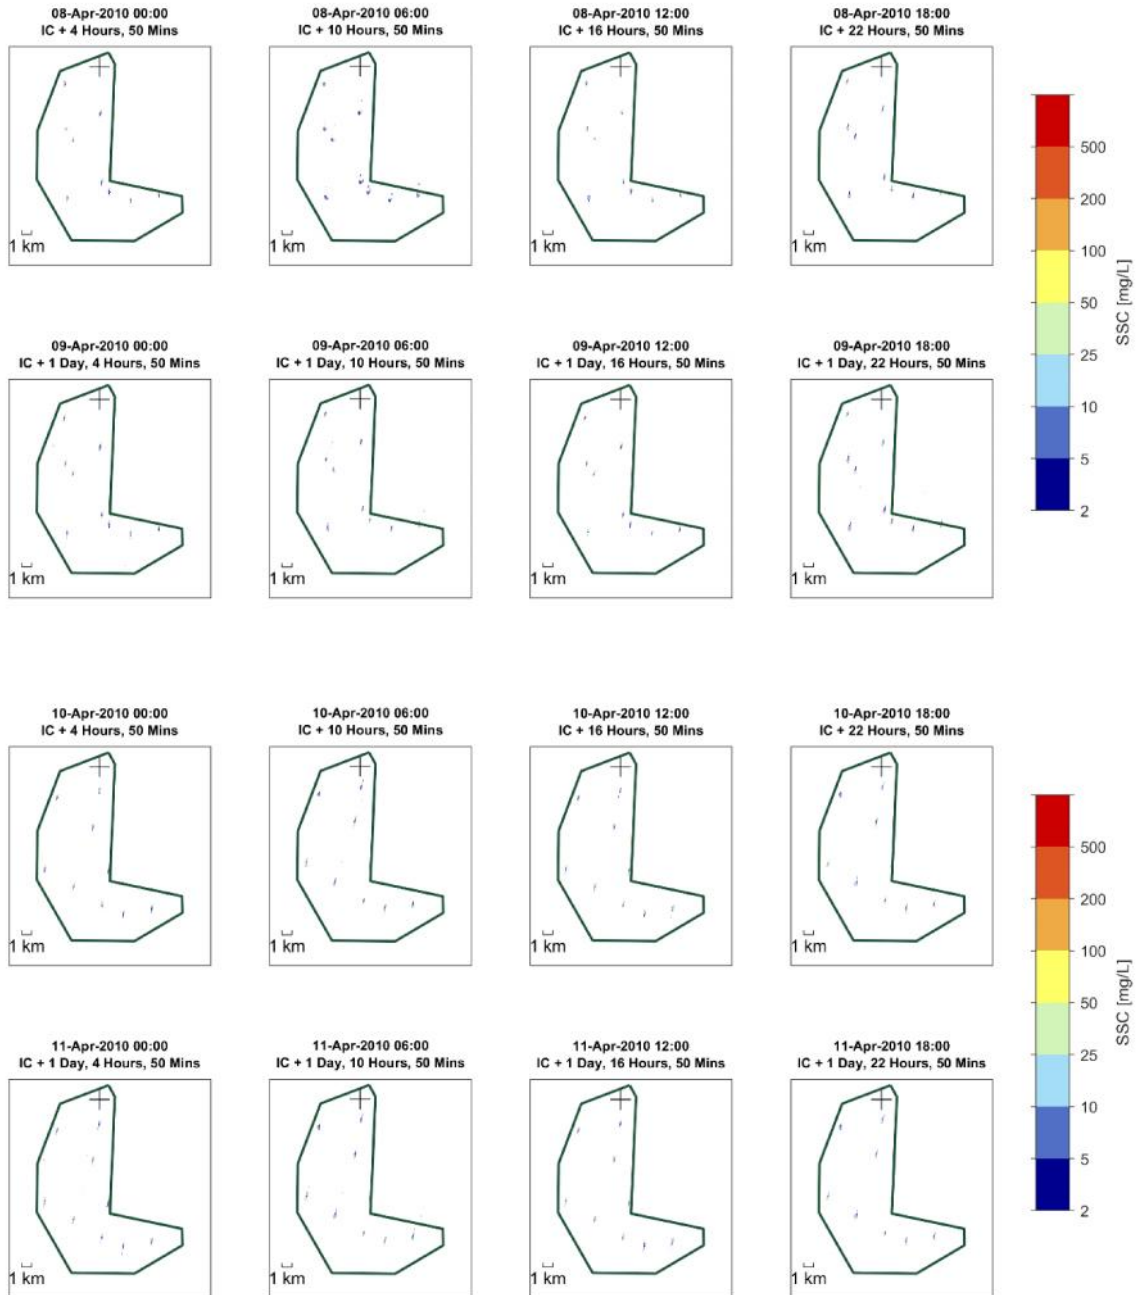 08-Apr-2010 00:00
IC + 4 Hours, 50 Mins
08-Apr-2010 06:00
IC + 10 Hours, 50 Mins
08-Apr-2010 12:00
IC + 16 Hours, 50 Mins
08-Apr-2010 18:00
IC + 22 Hours, 50 Mins
1 km
1 km
1 km
1 km
09-Apr-2010 00:00
IC + 1 Day, 4 Hours, 50 Mins
09-Apr-2010 06:00
IC + 1 Day, 10 Hours, 50 Mins
09-Apr-2010 12:00
IC + 1 Day, 16 Hours, 50 Mins
09-Apr-2010 18:00
IC + 1 Day, 22 Hours, 50 Mins
1 km
1 km
1 km
1 km
500
200
100
50
25
10
5
2
SSC [mg/L]
10-Apr-2010 00:00
IC + 4 Hours, 50 Mins
10-Apr-2010 06:00
IC + 10 Hours, 50 Mins
10-Apr-2010 12:00
IC + 16 Hours, 50 Mins
10-Apr-2010 18:00
IC + 22 Hours, 50 Mins
1 km
1 km
1 km
1 km
11-Apr-2010 00:00
IC + 1 Day, 4 Hours, 50 Mins
11-Apr-2010 06:00
IC + 1 Day, 10 Hours, 50 Mins
11-Apr-2010 12:00
IC + 1 Day, 16 Hours, 50 Mins
11-Apr-2010 18:00
IC + 1 Day, 22 Hours, 50 Mins
1 km
1 km
1 km
1 km
500
200
100
50
25
10
5
2
SSC [mg/L]